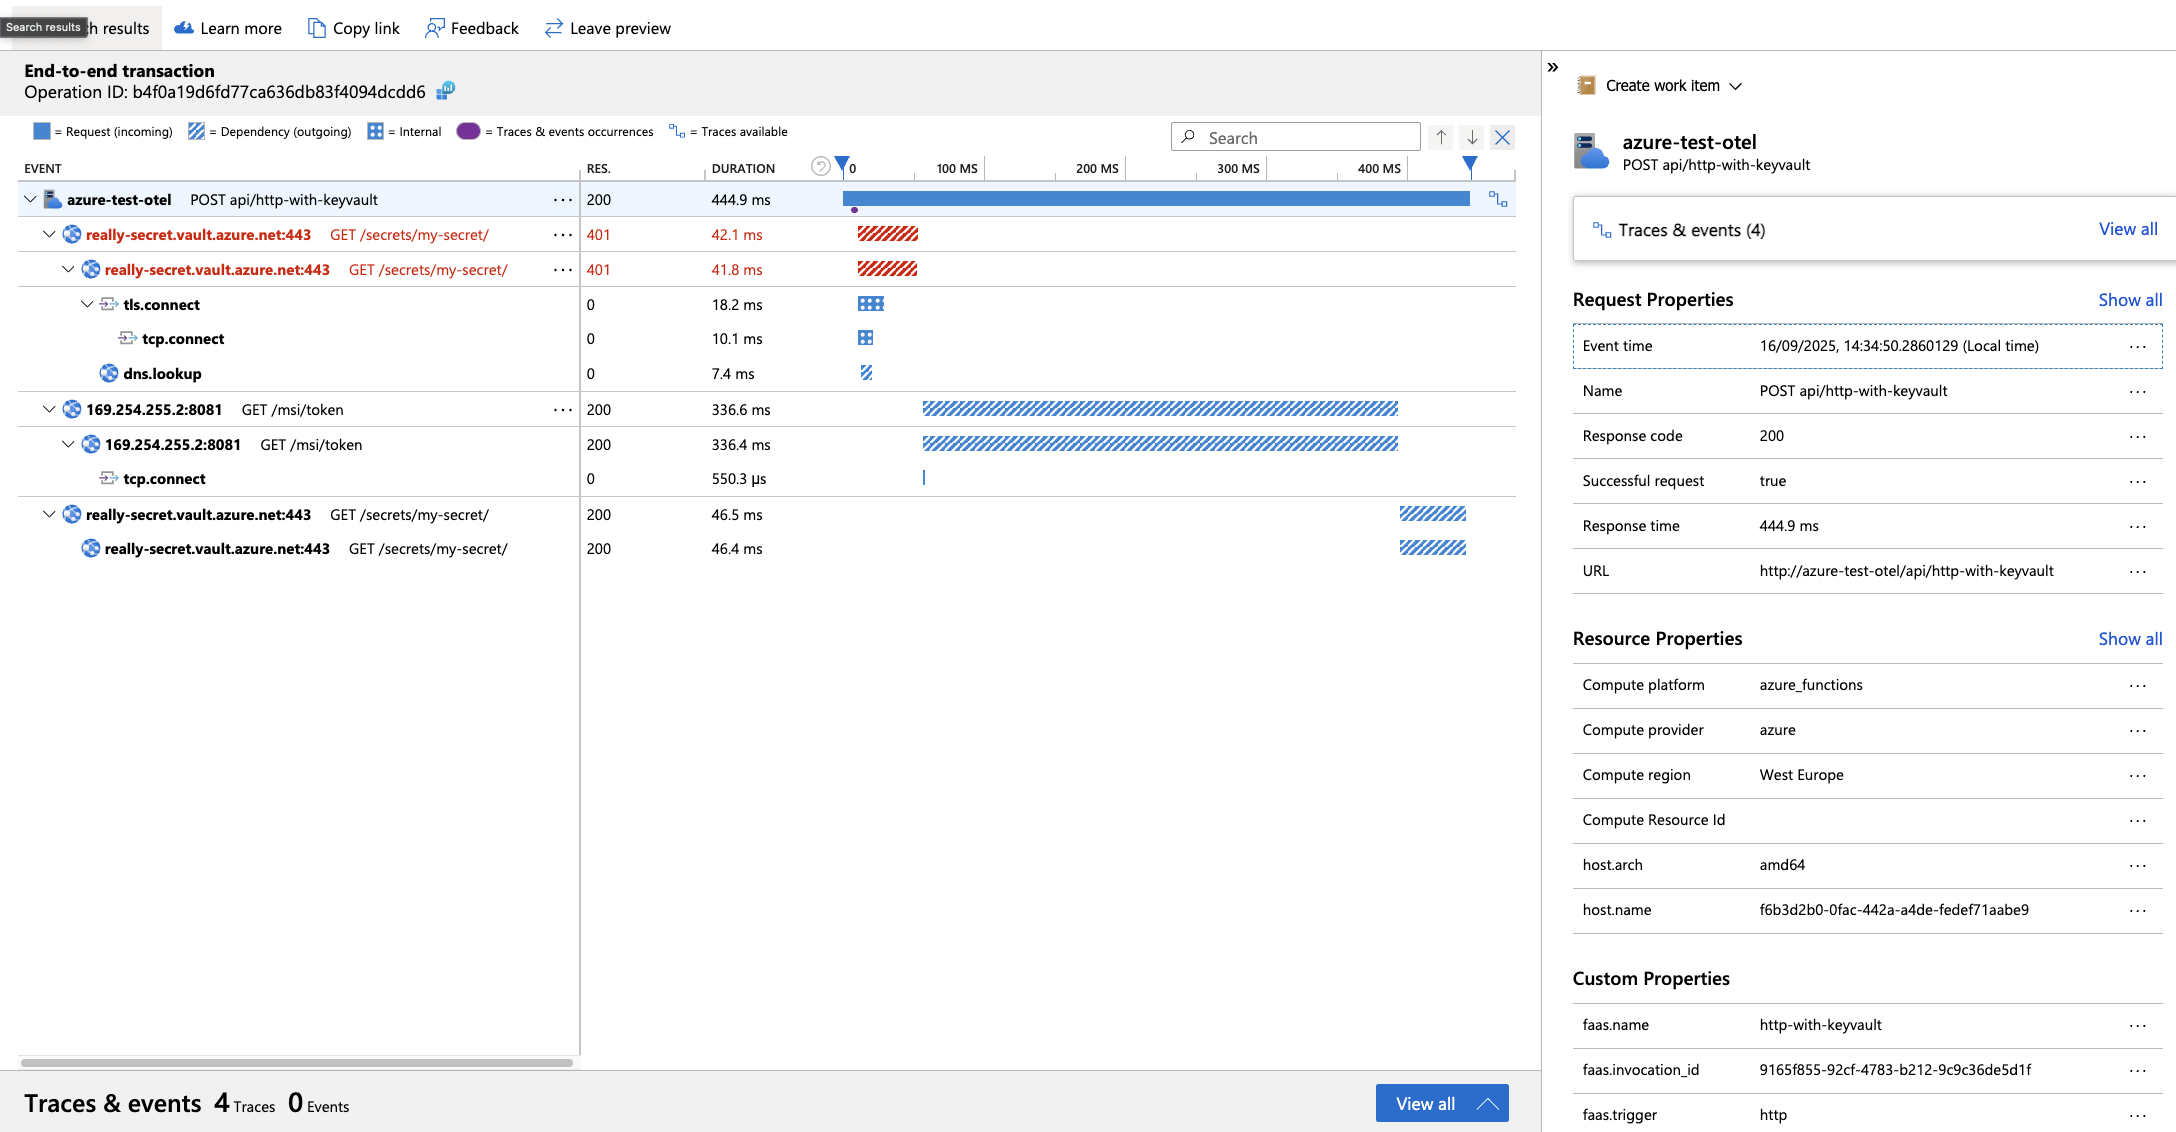 Search results
h results
Learn more
Copy link
Feedback
Leave preview
End-to-end transaction
Operation ID: b4f0a19d6fd77ca636db83f4094dcdd6
= Request (incoming) = Dependency (outgoing) = Internal = Traces & events occurrences = Traces available
Search
EVENT RES. DURATION 0 100 MS 200 MS 300 MS 400 MS
azure-test-otel POST api/http-with-keyvault ... 200 444.9 ms
really-secret.vault.azure.net:443 GET /secrets/my-secret/ ... 401 42.1 ms
really-secret.vault.azure.net:443 GET /secrets/my-secret/ ... 401 41.8 ms
tls.connect 0 18.2 ms
tcp.connect 0 10.1 ms
dns.lookup 0 7.4 ms
169.254.255.2:8081 GET /msi/token ... 200 336.6 ms
169.254.255.2:8081 GET /msi/token 200 336.4 ms
tcp.connect 0 550.3 µs
really-secret.vault.azure.net:443 GET /secrets/my-secret/ 200 46.5 ms
really-secret.vault.azure.net:443 GET /secrets/my-secret/ 200 46.4 ms
Traces & events 4 Traces 0 Events
View all
Create work item
azure-test-otel
POST api/http-with-keyvault
Traces & events (4) View all
Request Properties Show all
Event time 16/09/2025, 14:34:50.2860129 (Local time) ...
Name POST api/http-with-keyvault ...
Response code 200 ...
Successful request true ...
Response time 444.9 ms ...
URL http://azure-test-otel/api/http-with-keyvault ...
Resource Properties Show all
Compute platform azure_functions ...
Compute provider azure ...
Compute region West Europe ...
Compute Resource Id ...
host.arch amd64 ...
host.name f6b3d2b0-0fac-442a-a4de-fedef71aabe9 ...
Custom Properties
faas.name http-with-keyvault ...
faas.invocation_id 9165f855-92cf-4783-b212-9c9c36de5d1f ...
faas.trigger http ...